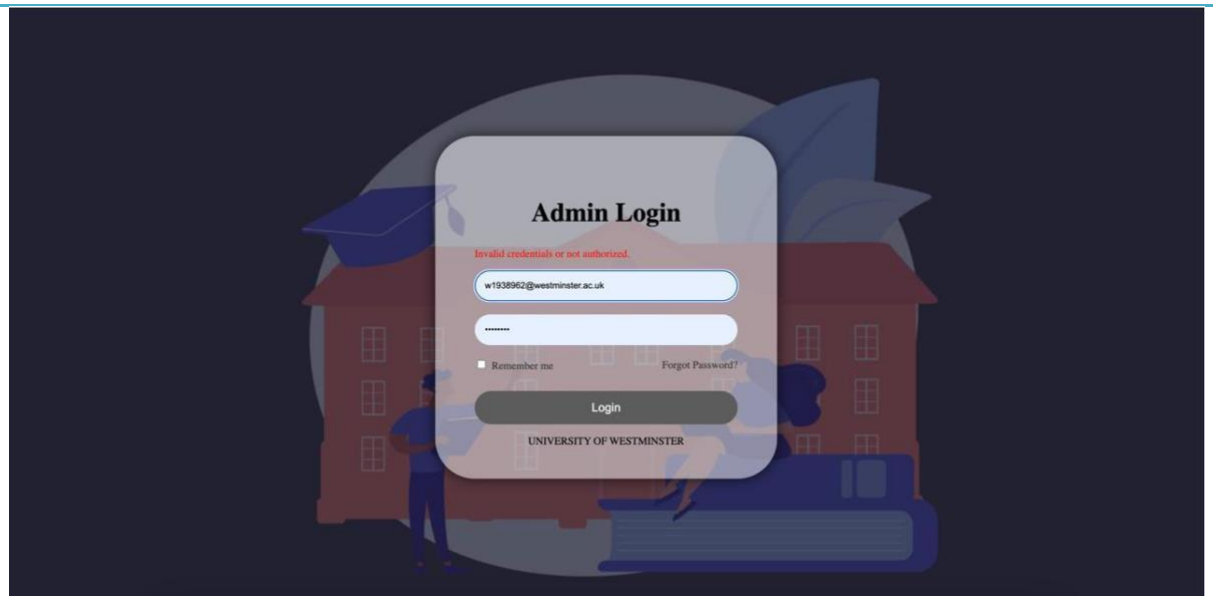 Admin Login
Invalid credentials or not authorized.
w1938962@westminster.ac.uk
••••••••
Remember me Forgot Password?
Login
UNIVERSITY OF WESTMINSTER